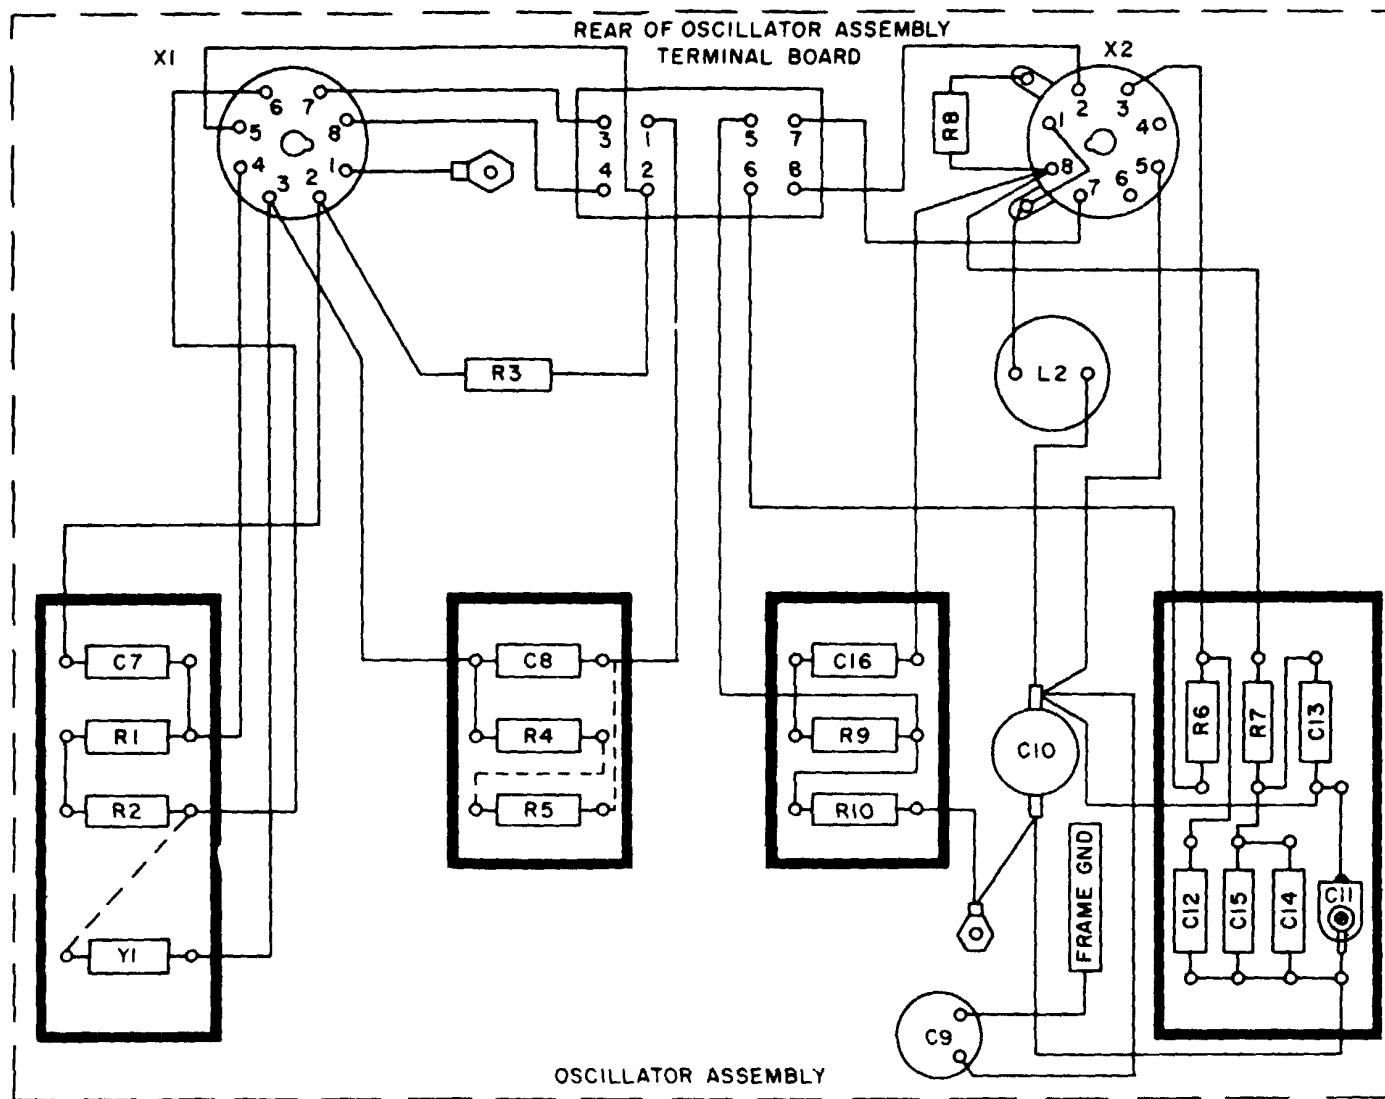 REAR OF OSCILLATOR ASSEMBLY
TERMINAL BOARD
X1
X2
6 7
5 8
4 1
3 2
3 1
4 2
5 7
6 8
R8
2 3
1 4
8 5
7 6
R3
L2
C7
R1
R2
Y1
C8
R4
R5
C16
R9
R10
C10
FRAME GND
C9
R6
R7
C13
C12
C15
C14
C11
OSCILLATOR ASSEMBLY